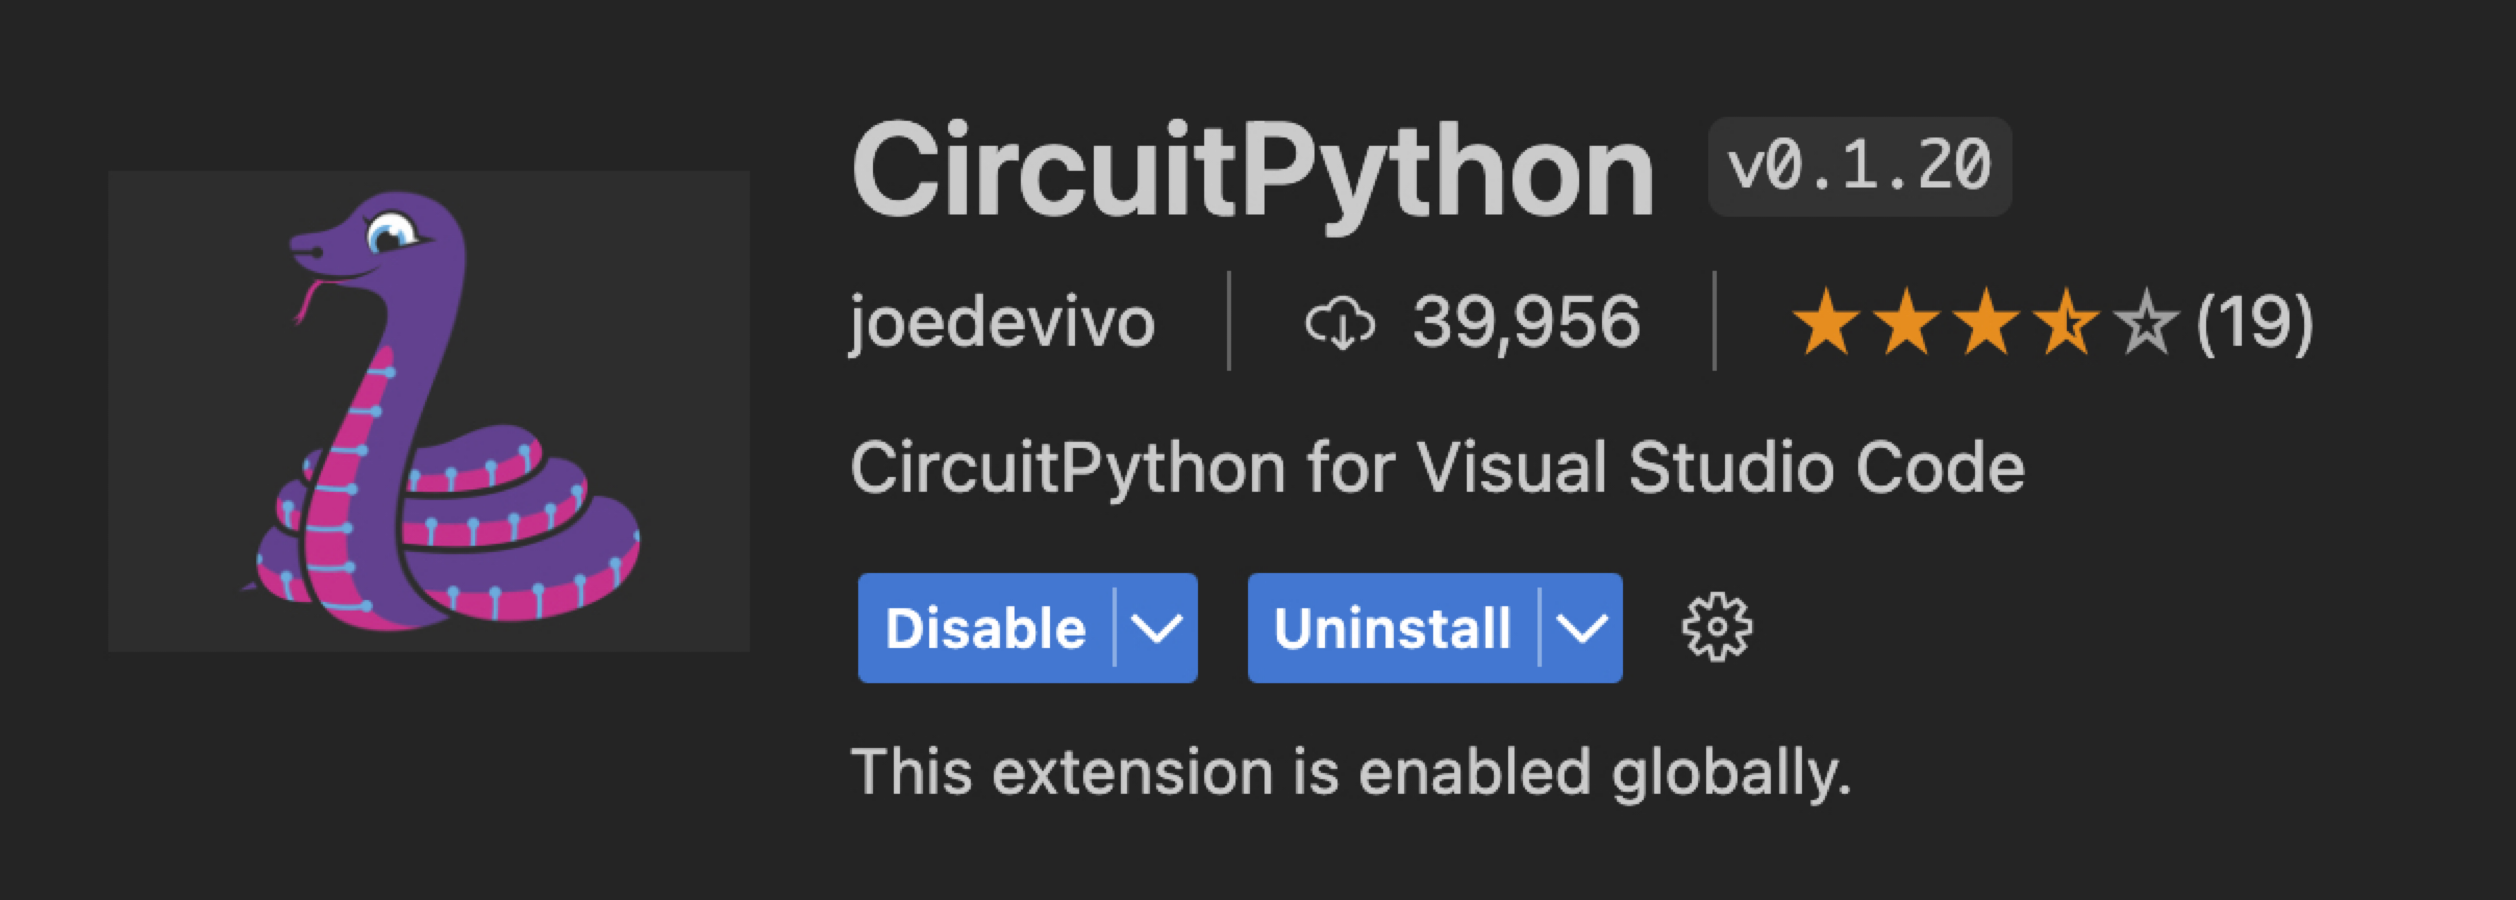 CircuitPython v0.1.20
joedevivo 39,956 (19)
CircuitPython for Visual Studio Code
Disable Uninstall
This extension is enabled globally.